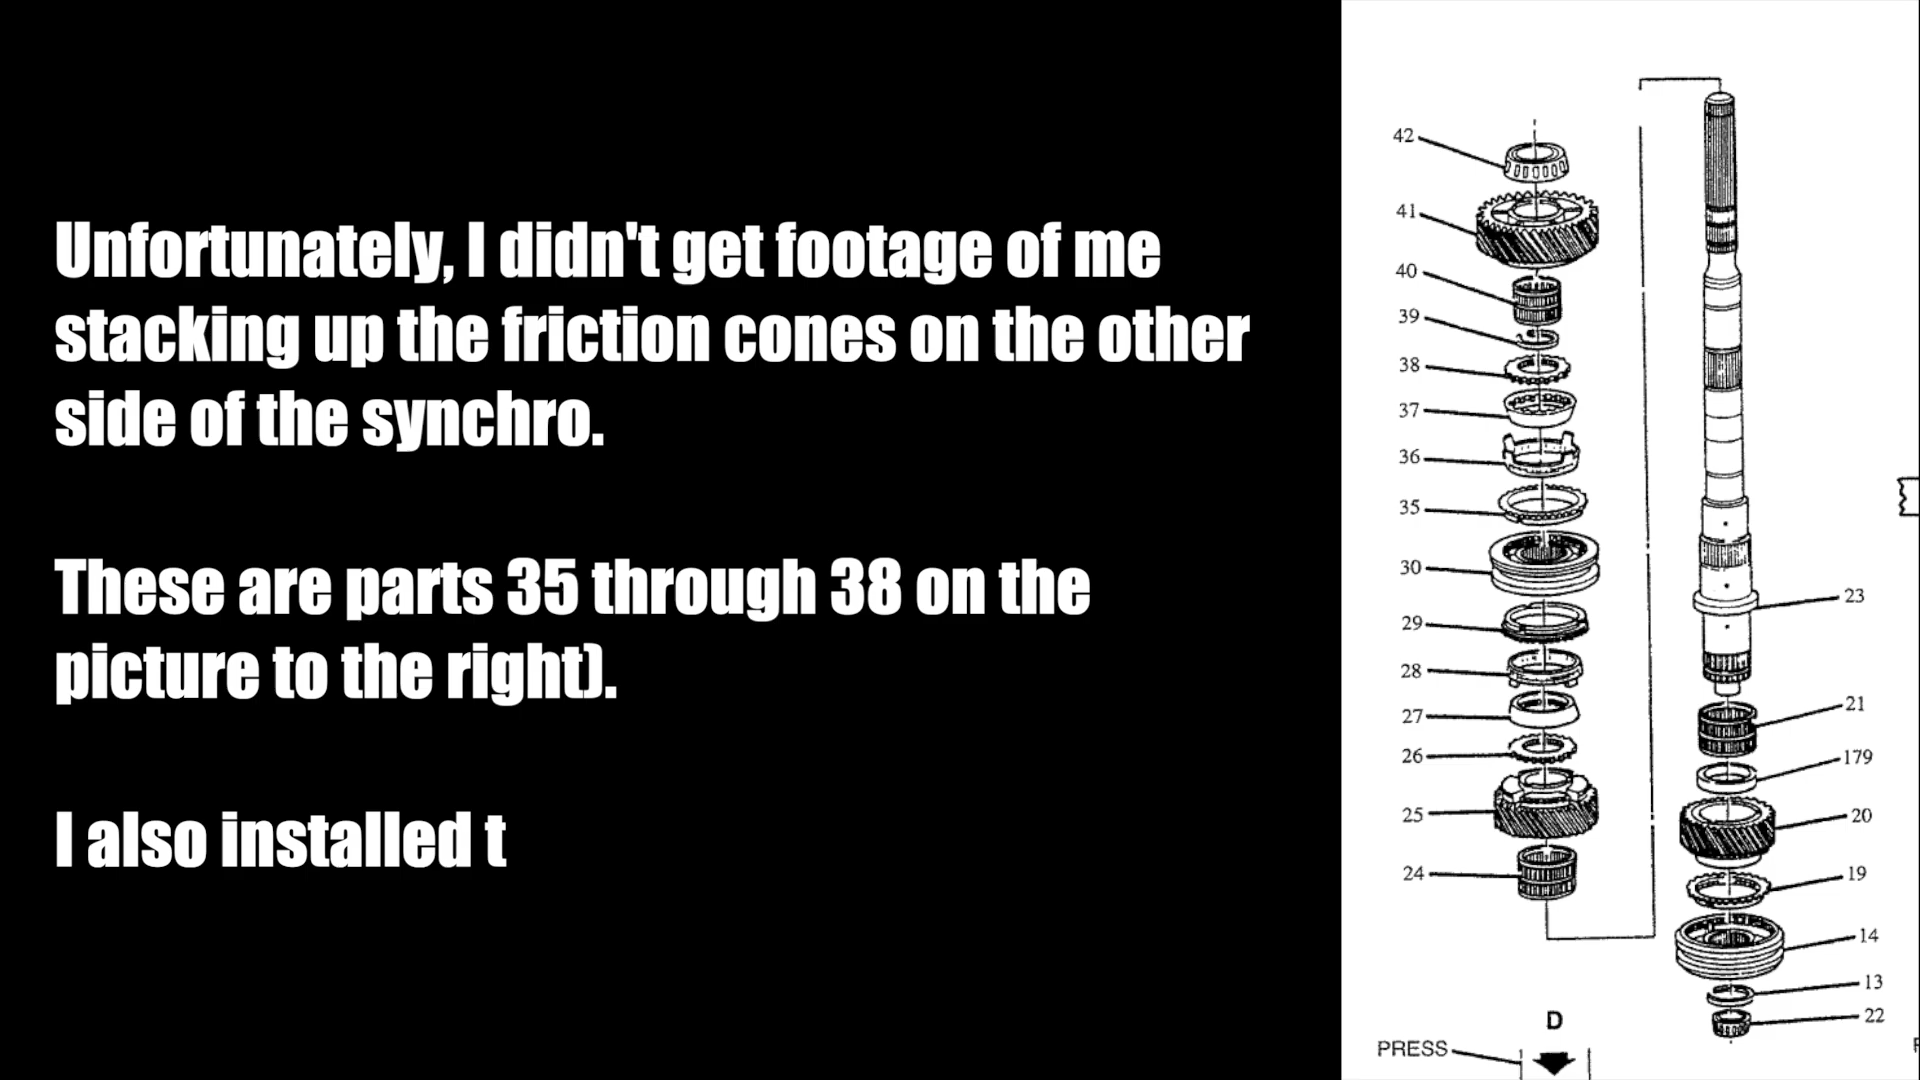 Unfortunately, I didn't get footage of me
stacking up the friction cones on the other
side of the synchro.
These are parts 35 through 38 on the
picture to the right).
I also installed t
42
41
40
39
38
37
36
35
30
29
28
27
26
25
24
23
21
179
20
19
14
13
22
D
PRESS